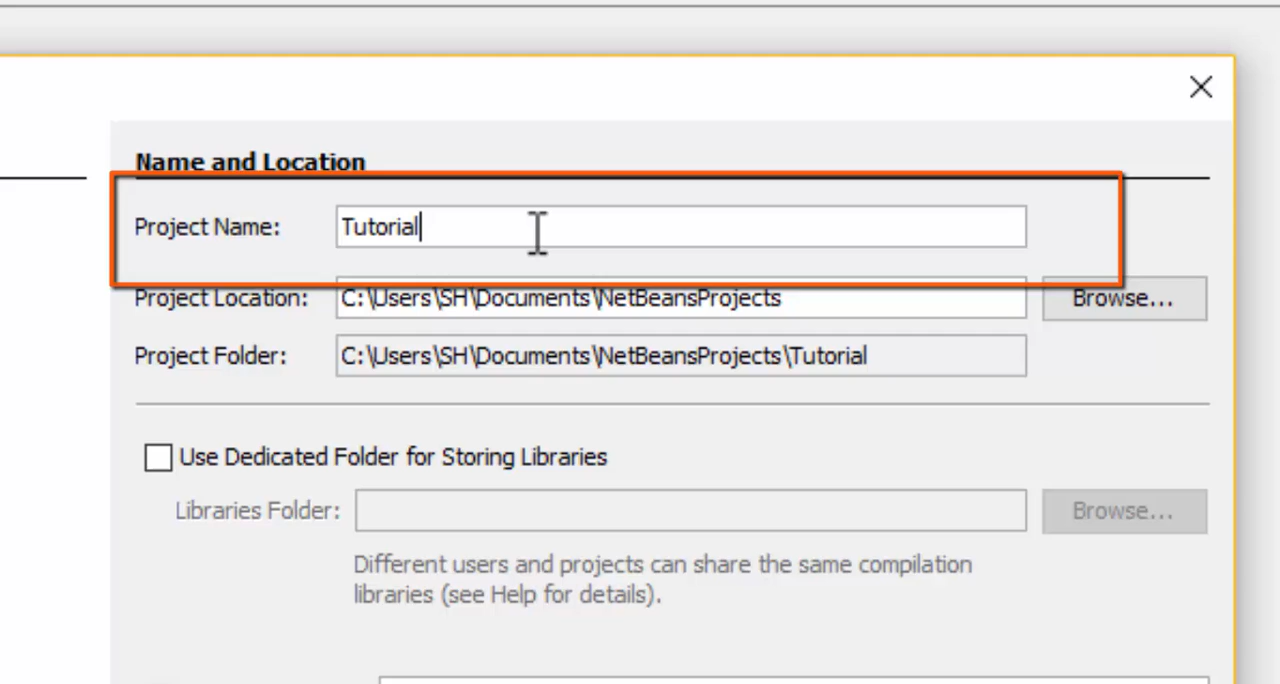 Name and Location
Project Name: Tutorial
Project Location: C:\Users\SH\Documents\NetBeansProjects Browse...
Project Folder: C:\Users\SH\Documents\NetBeansProjects\Tutorial
Use Dedicated Folder for Storing Libraries
Libraries Folder: Browse...
Different users and projects can share the same compilation
libraries (see Help for details).